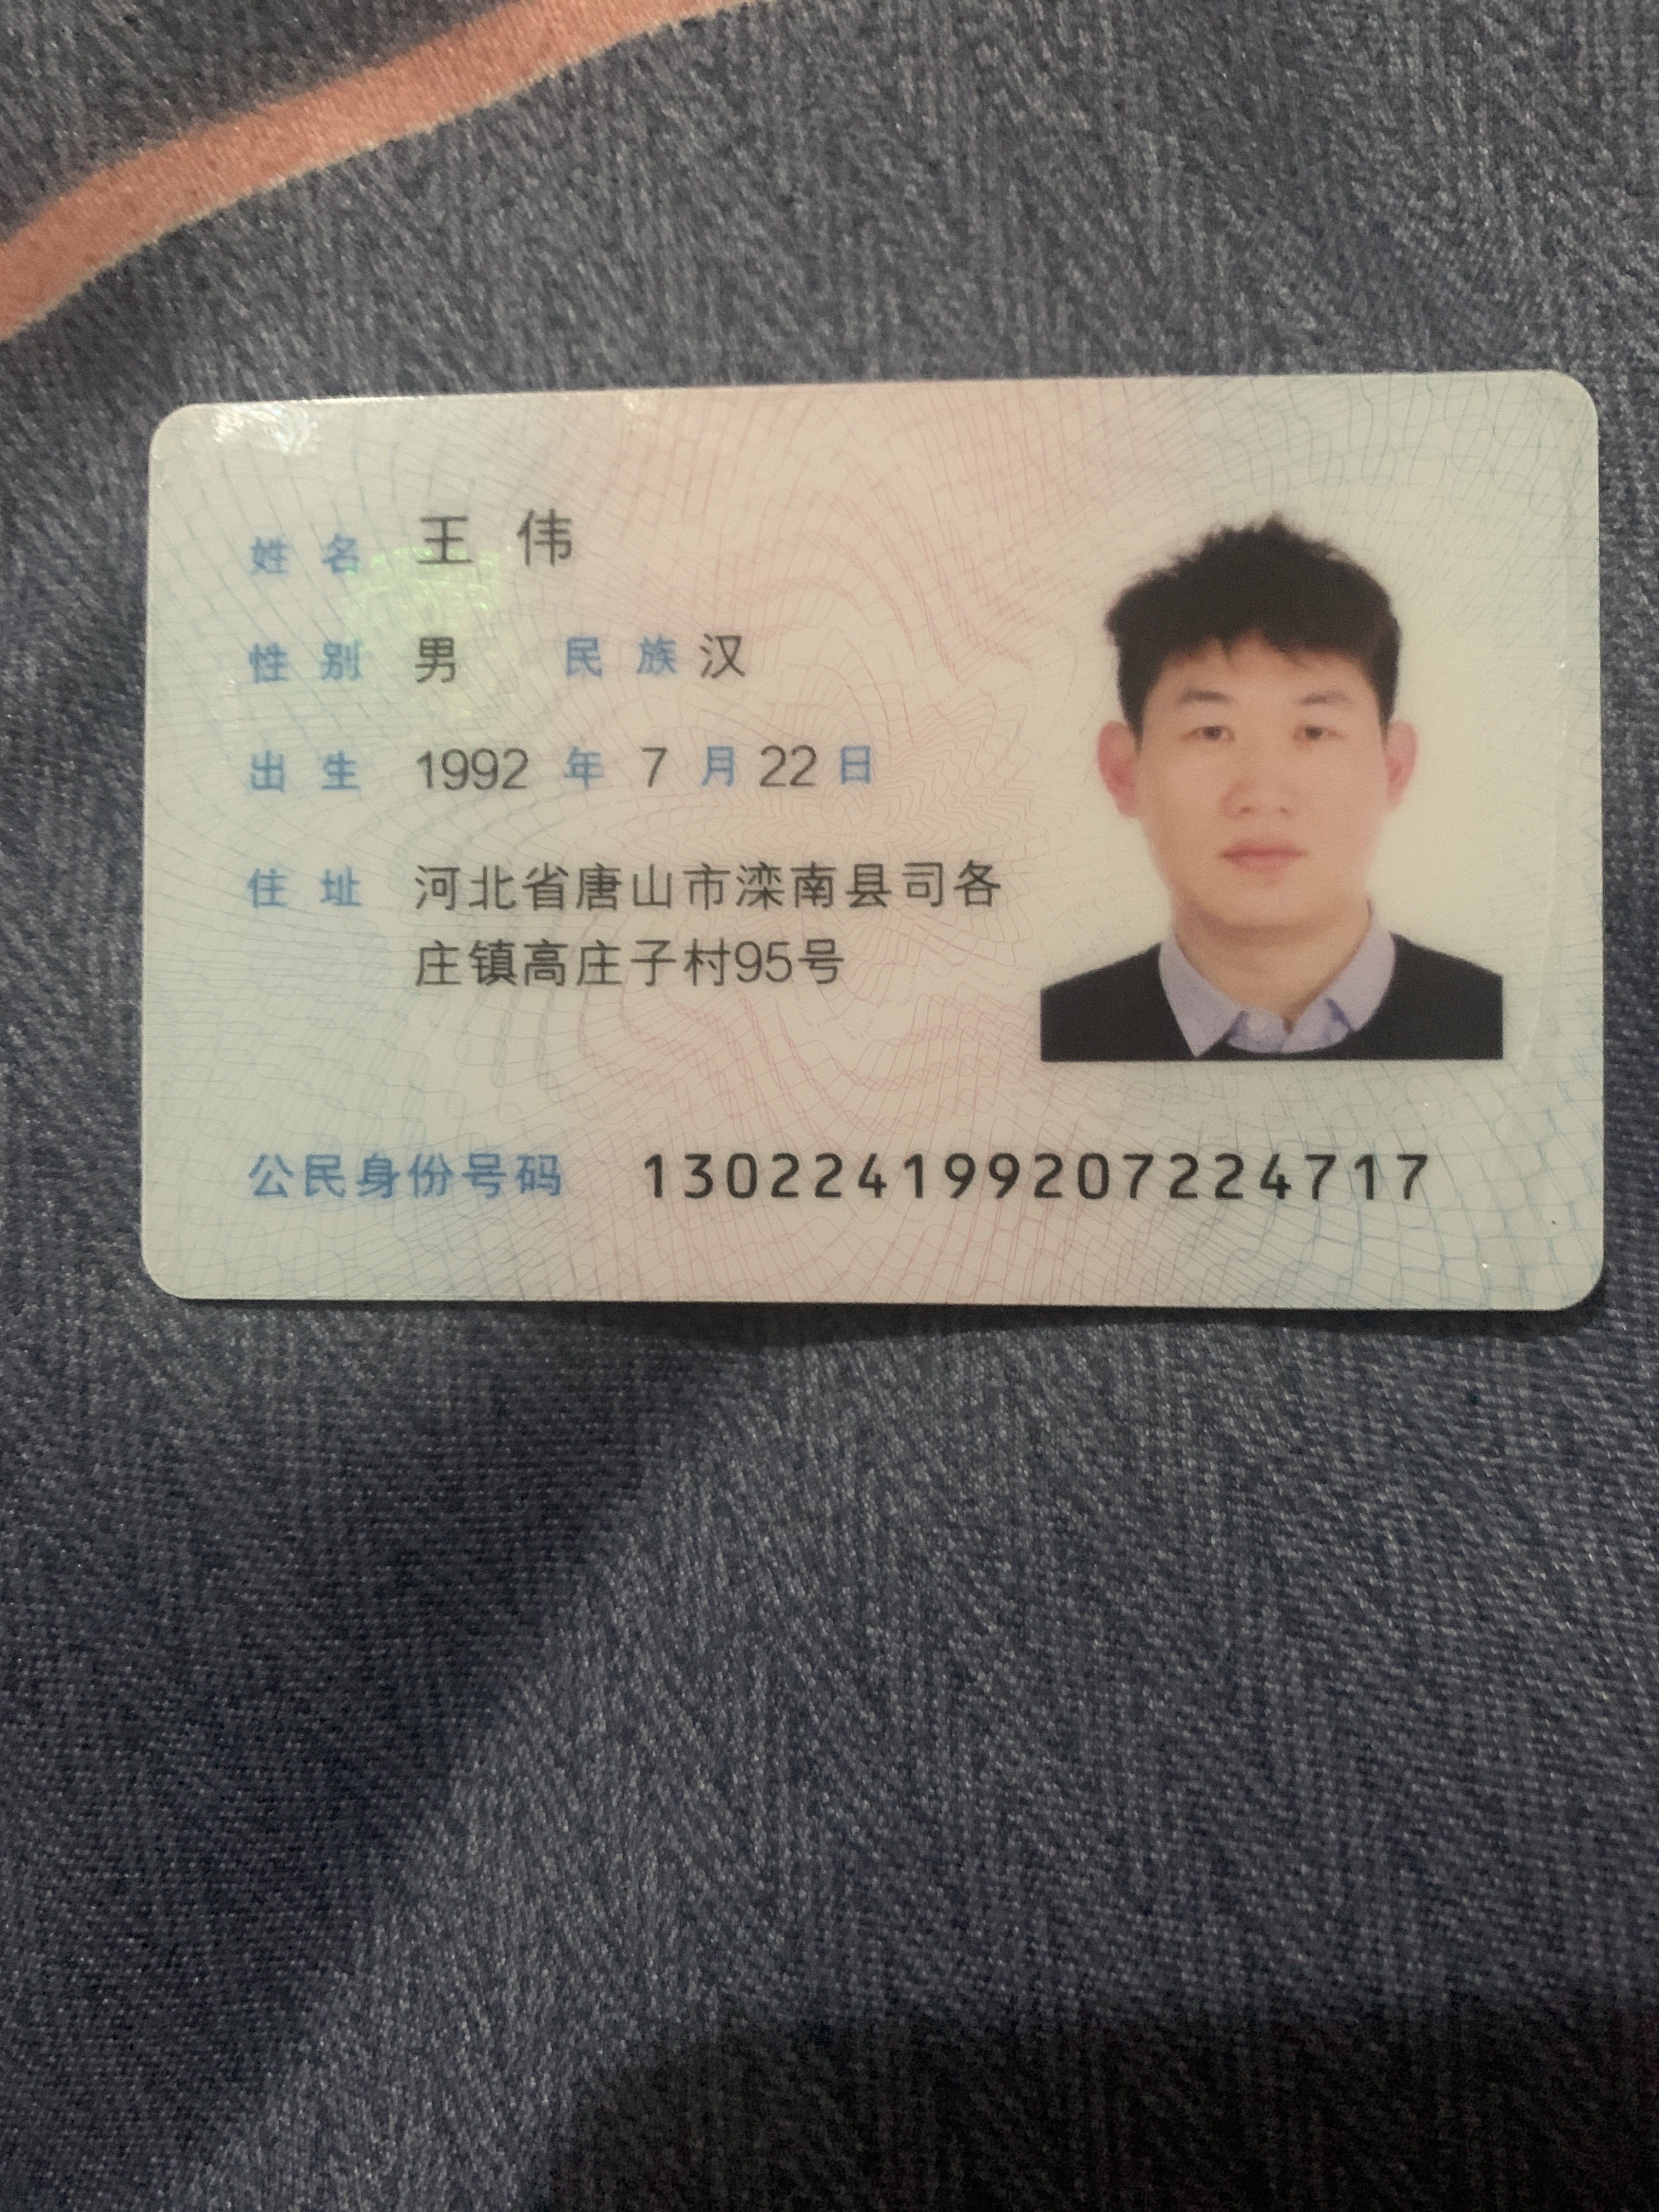 姓名 王伟
性别 男 民族 汉
出生 1992 年 7 月 22 日
住址 河北省唐山市滦南县司各
庄镇高庄子村95号
公民身份号码 130224199207224717